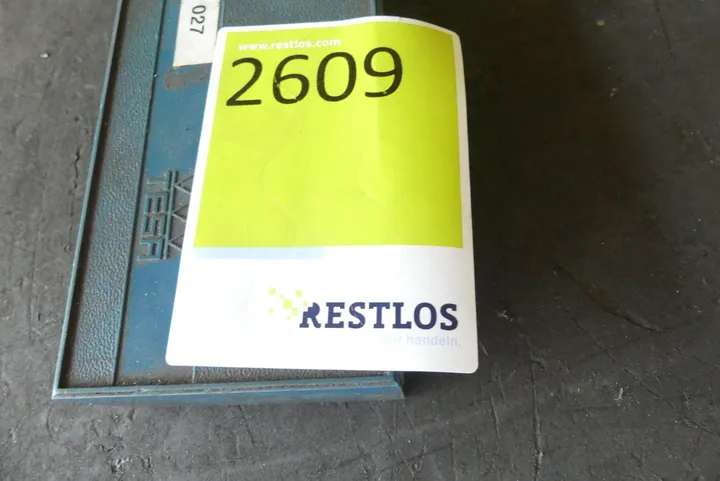 027
www.restlos.com
2609
TESA
RESTLOS
Wir handeln.